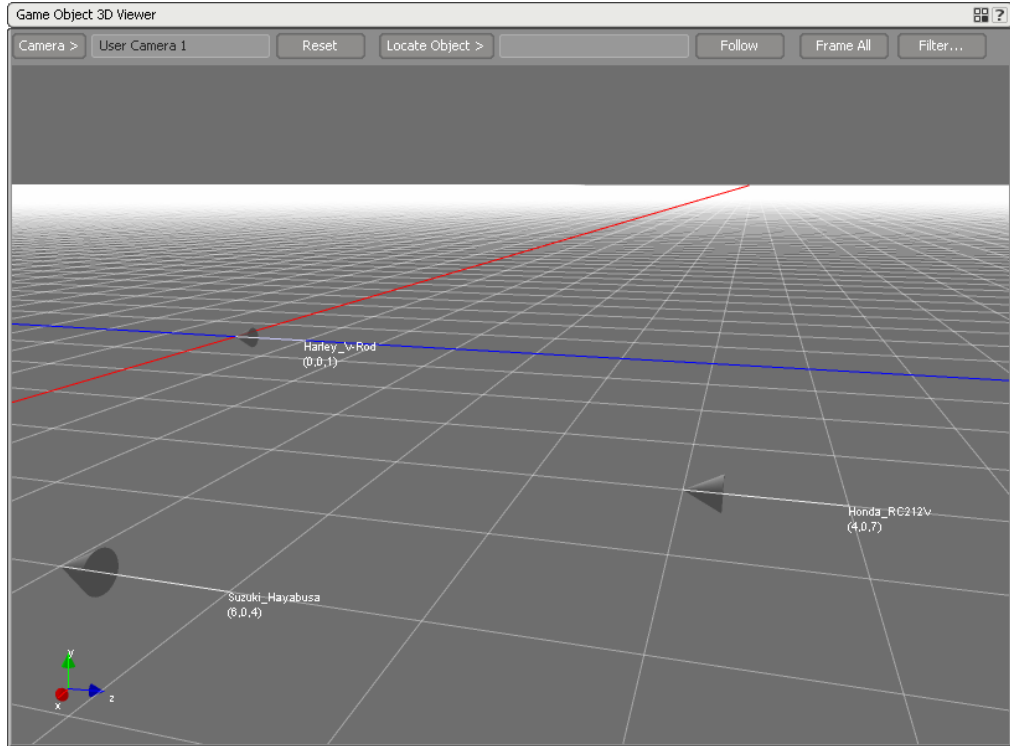 Game Object 3D Viewer
?
Camera > User Camera 1 Reset Locate Object > Follow Frame All Filter...
Harley_V-Rod
(0,0,1)
Honda_RC212V
(4,0,7)
Suzuki_Hayabusa
(6,0,4)
y
z
x